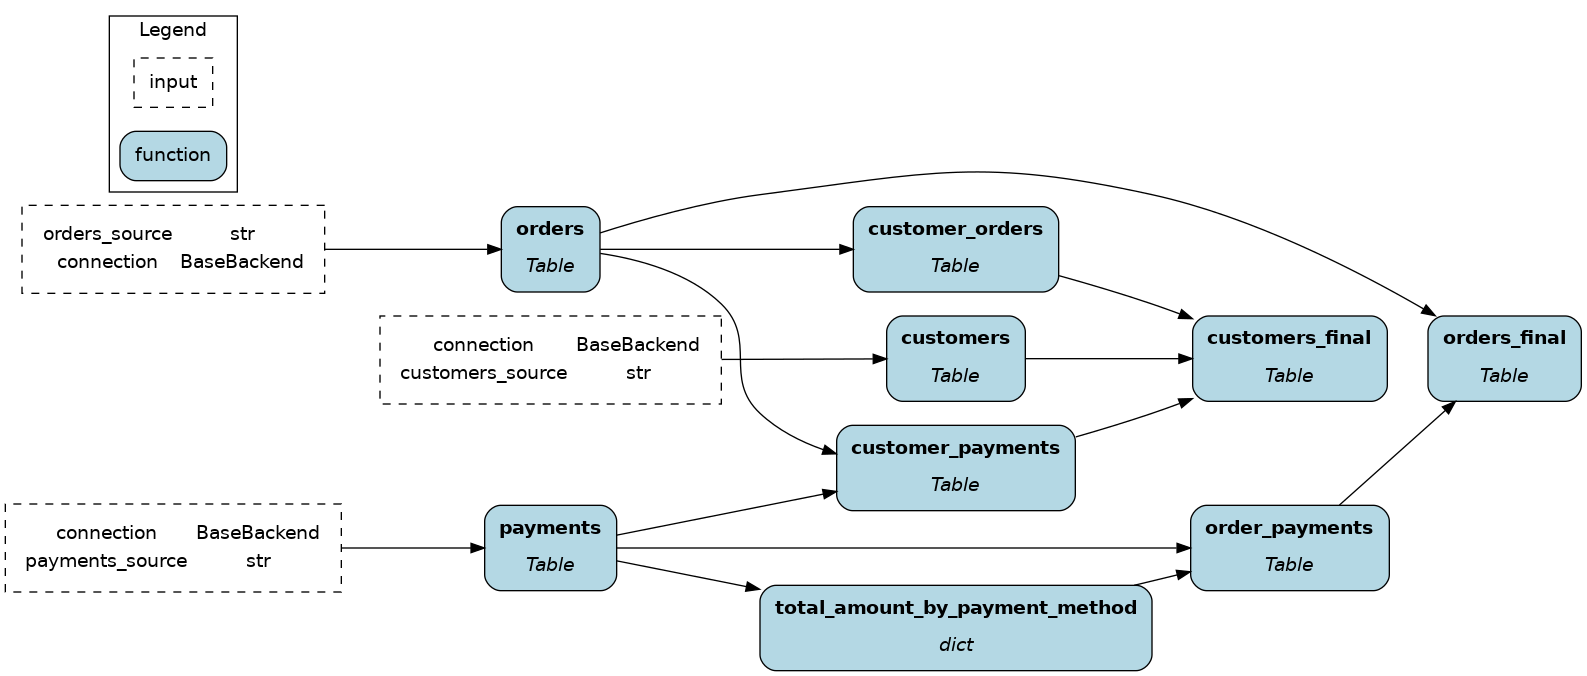 Legend
input
function
orders_source str
connection BaseBackend
orders
Table
customer_orders
Table
connection BaseBackend
customers_source str
customers
Table
customers_final
Table
orders_final
Table
customer_payments
Table
connection BaseBackend
payments_source str
payments
Table
order_payments
Table
total_amount_by_payment_method
dict